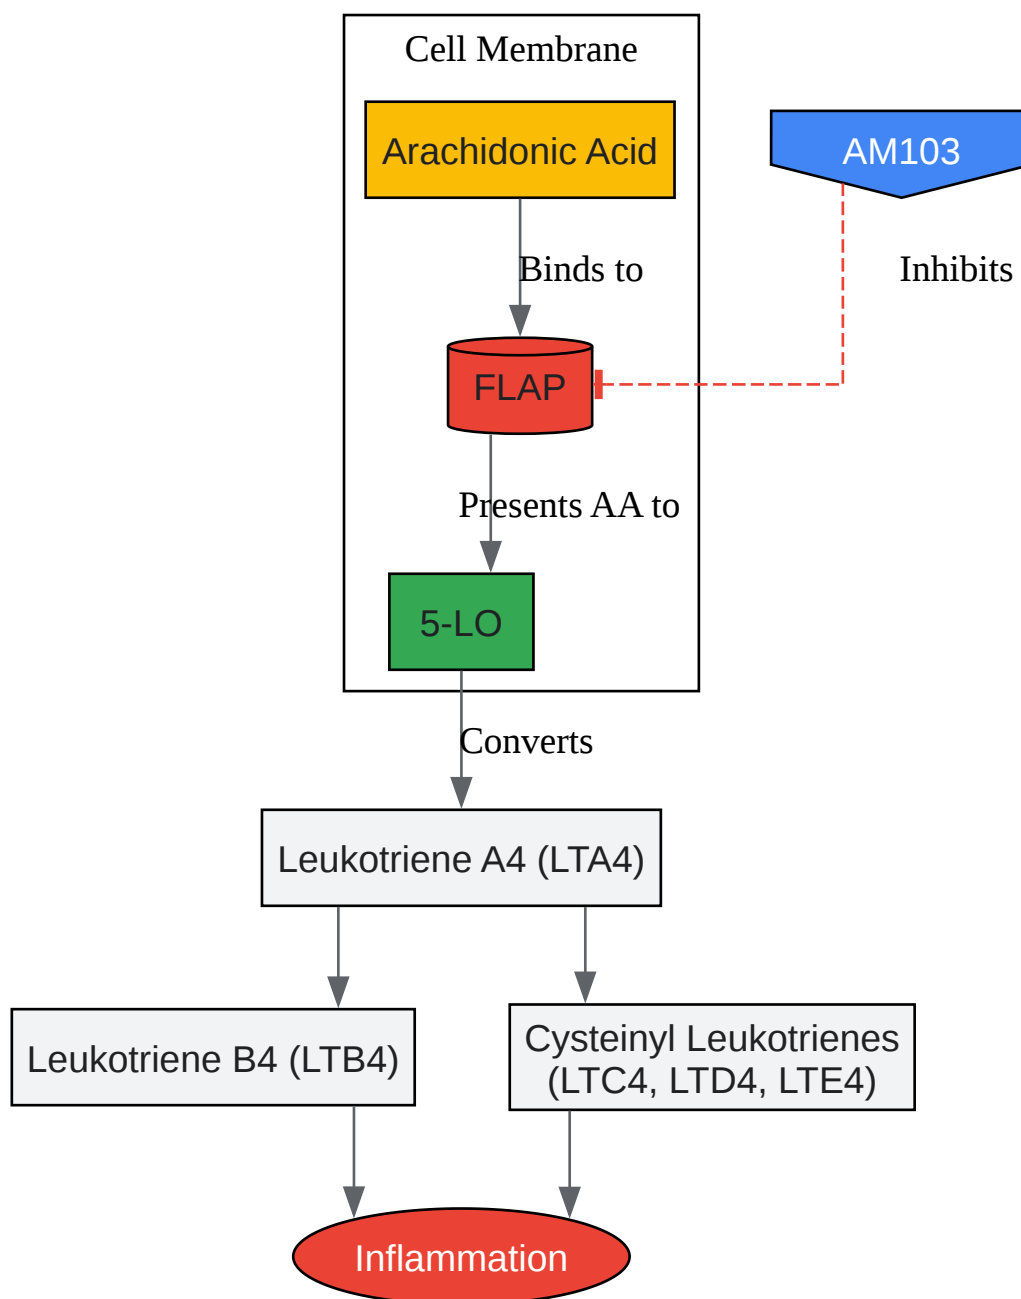 Cell Membrane
Arachidonic Acid
AM103
Binds to
Inhibits
FLAP
Presents AA to
5-LO
Converts
Leukotriene A4 (LTA4)
Leukotriene B4 (LTB4)
Cysteinyl Leukotrienes
(LTC4, LTD4, LTE4)
Inflammation